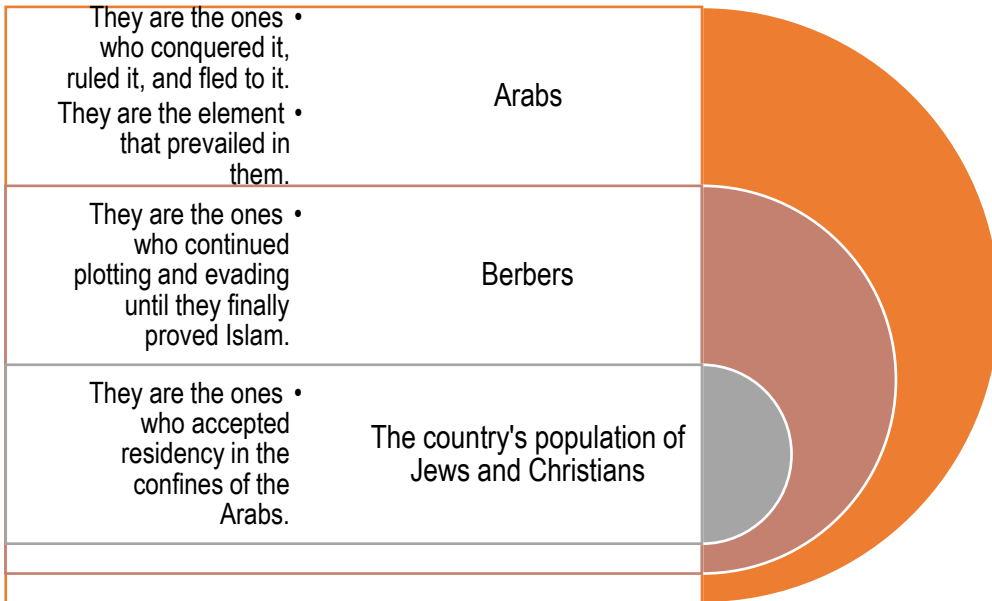 They are the ones •
who conquered it,
ruled it, and fled to it.
They are the element •
that prevailed in
them.
Arabs
They are the ones •
who continued
plotting and evading
until they finally
proved Islam.
Berbers
They are the ones •
who accepted
residency in the
confines of the
Arabs.
The country's population of
Jews and Christians